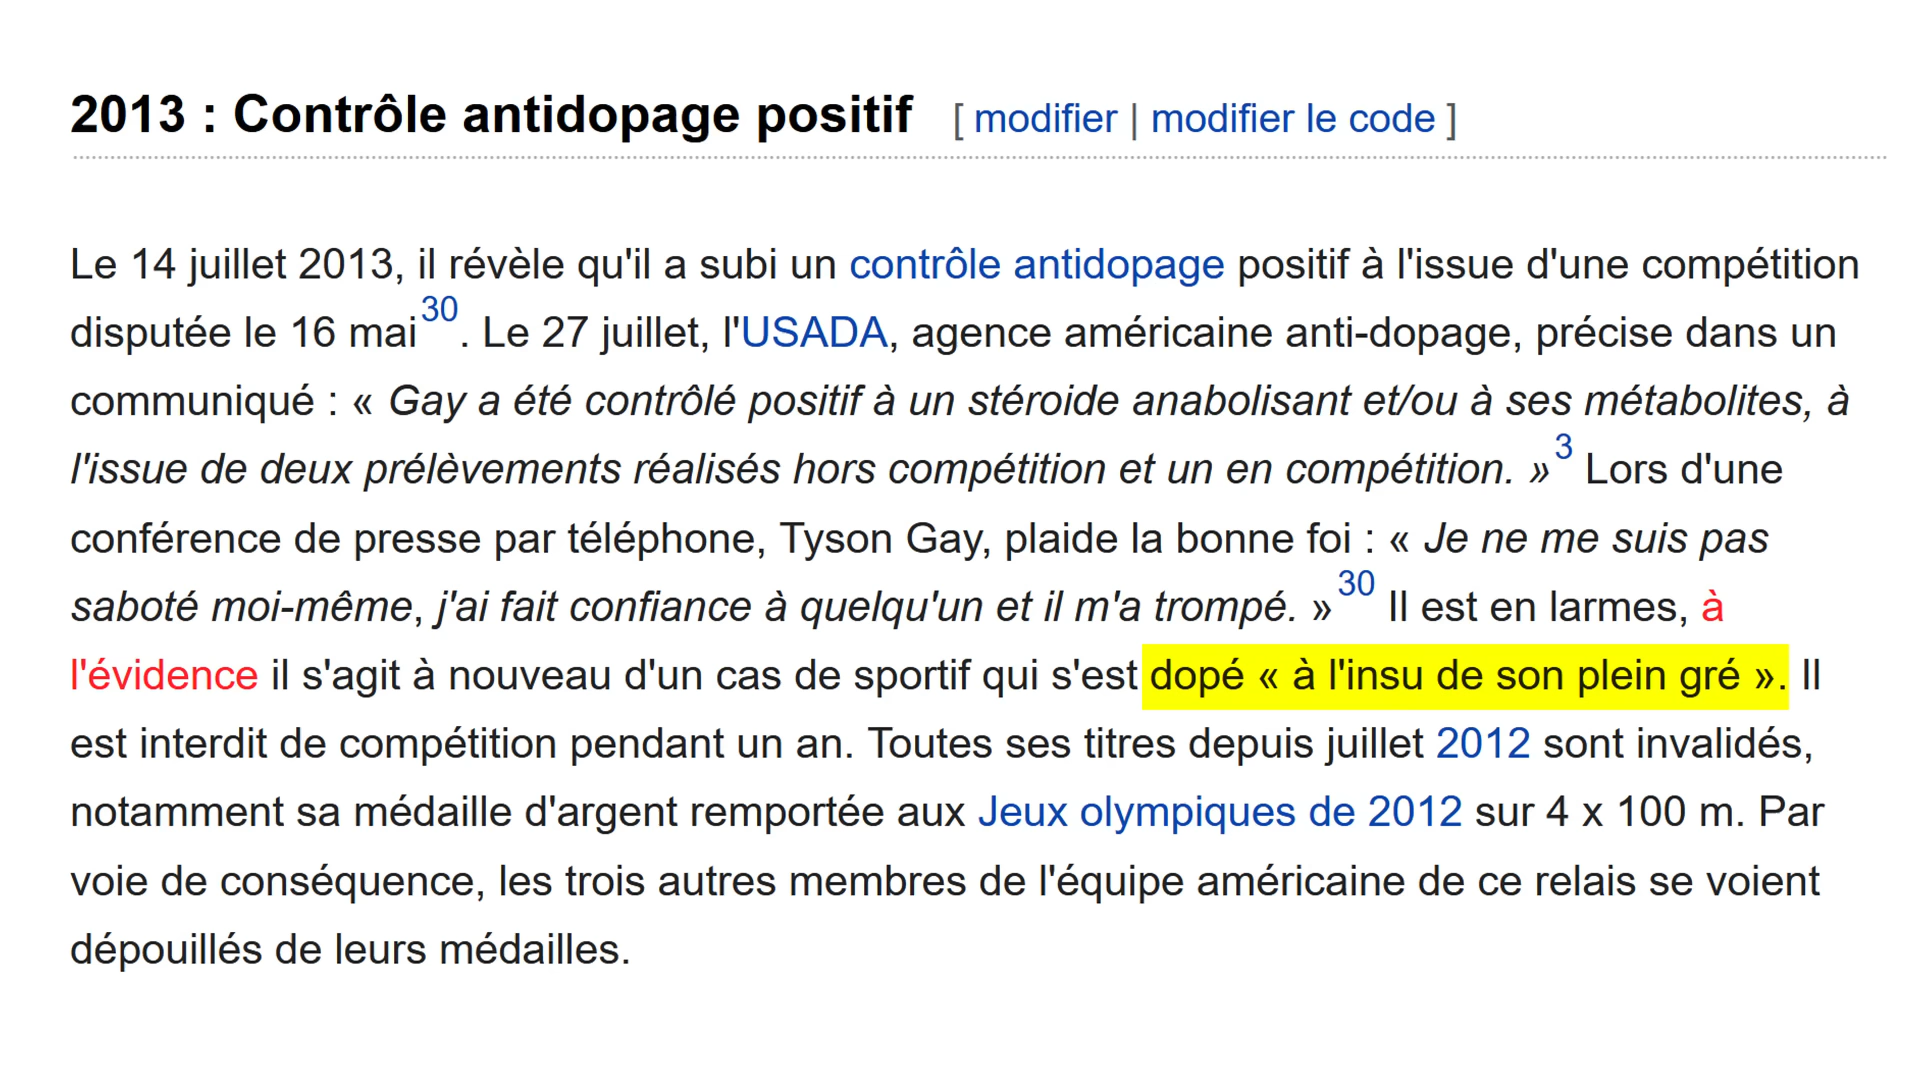 2013 : Contrôle antidopage positif [ modifier | modifier le code ]
Le 14 juillet 2013, il révèle qu'il a subi un contrôle antidopage positif à l'issue d'une compétition
disputée le 16 mai30. Le 27 juillet, l'USADA, agence américaine anti-dopage, précise dans un
communiqué : « Gay a été contrôlé positif à un stéroide anabolisant et/ou à ses métabolites, à
l'issue de deux prélèvements réalisés hors compétition et un en compétition. »3 Lors d'une
conférence de presse par téléphone, Tyson Gay, plaide la bonne foi : « Je ne me suis pas
saboté moi-même, j'ai fait confiance à quelqu'un et il m'a trompé. »30 Il est en larmes, à
l'évidence il s'agit à nouveau d'un cas de sportif qui s'est dopé « à l'insu de son plein gré ». Il
est interdit de compétition pendant un an. Toutes ses titres depuis juillet 2012 sont invalidés,
notamment sa médaille d'argent remportée aux Jeux olympiques de 2012 sur 4 x 100 m. Par
voie de conséquence, les trois autres membres de l'équipe américaine de ce relais se voient
dépouillés de leurs médailles.